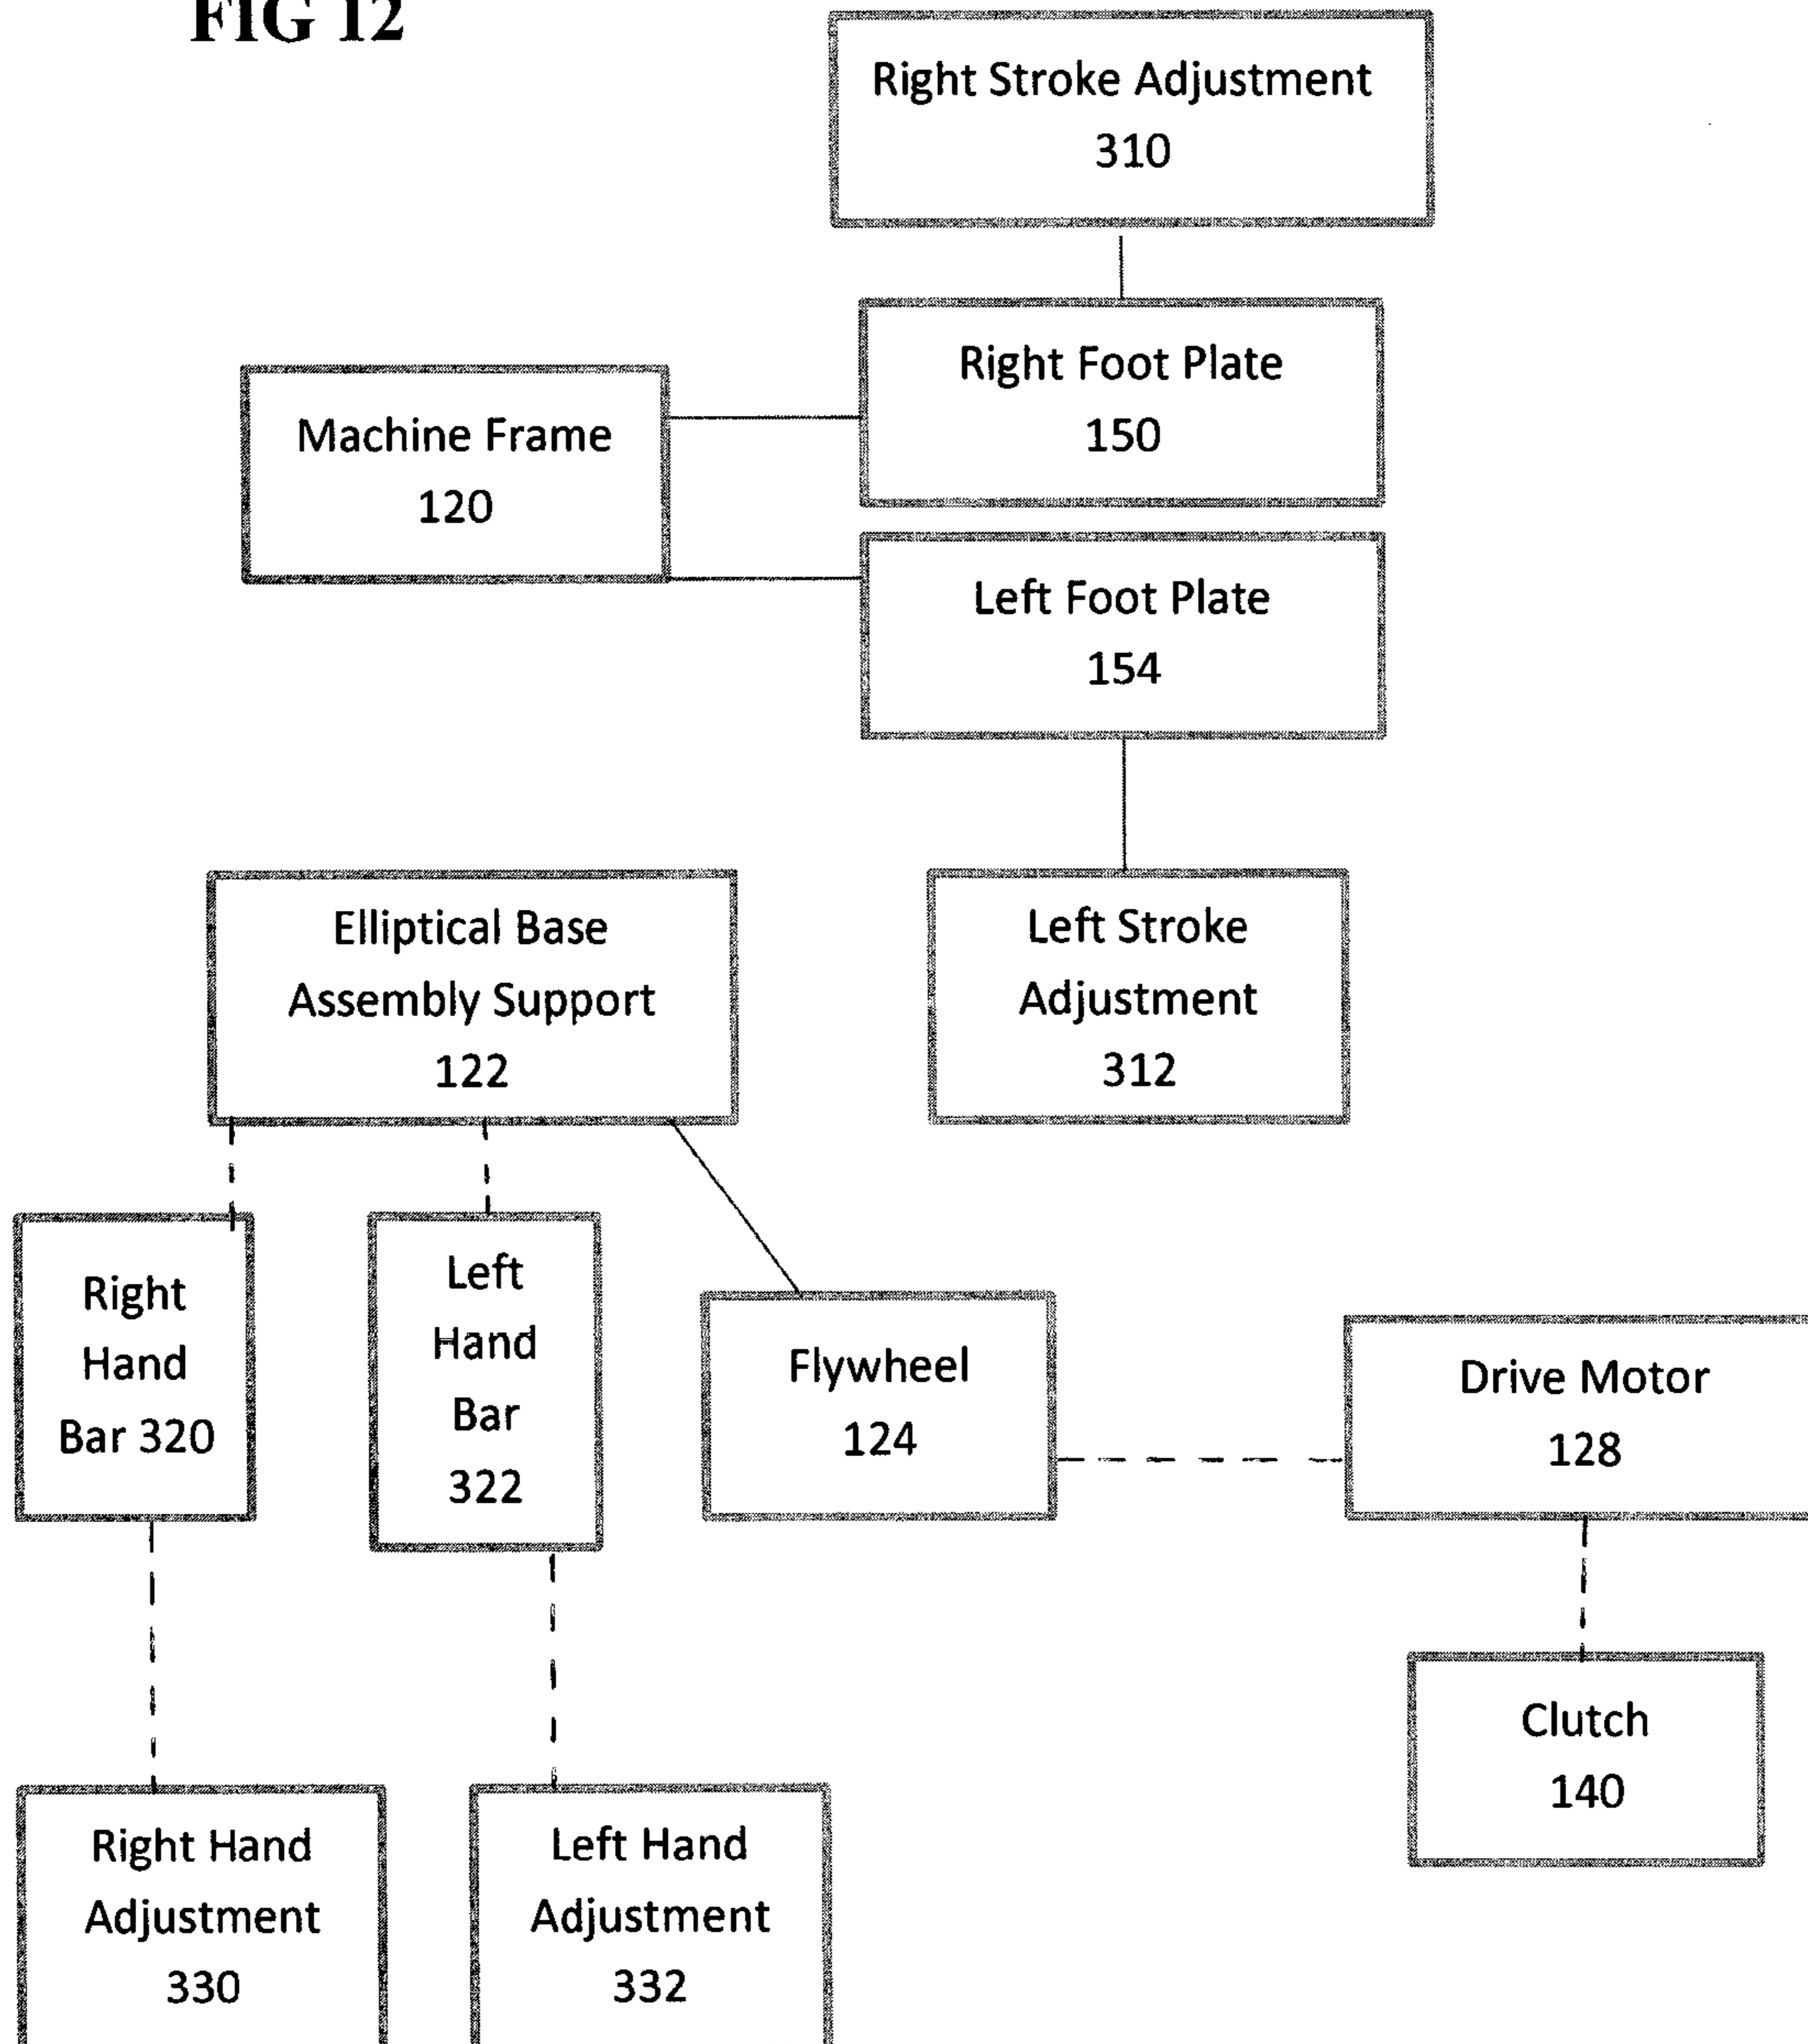 FIG 12
Right Stroke Adjustment
310
Right Foot Plate
150
Machine Frame
120
Left Foot Plate
154
Elliptical Base
Assembly Support
122
Left Stroke
Adjustment
312
Right
Hand
Bar 320
Left
Hand
Bar
322
Flywheel
124
Drive Motor
128
Clutch
140
Right Hand
Adjustment
330
Left Hand
Adjustment
332